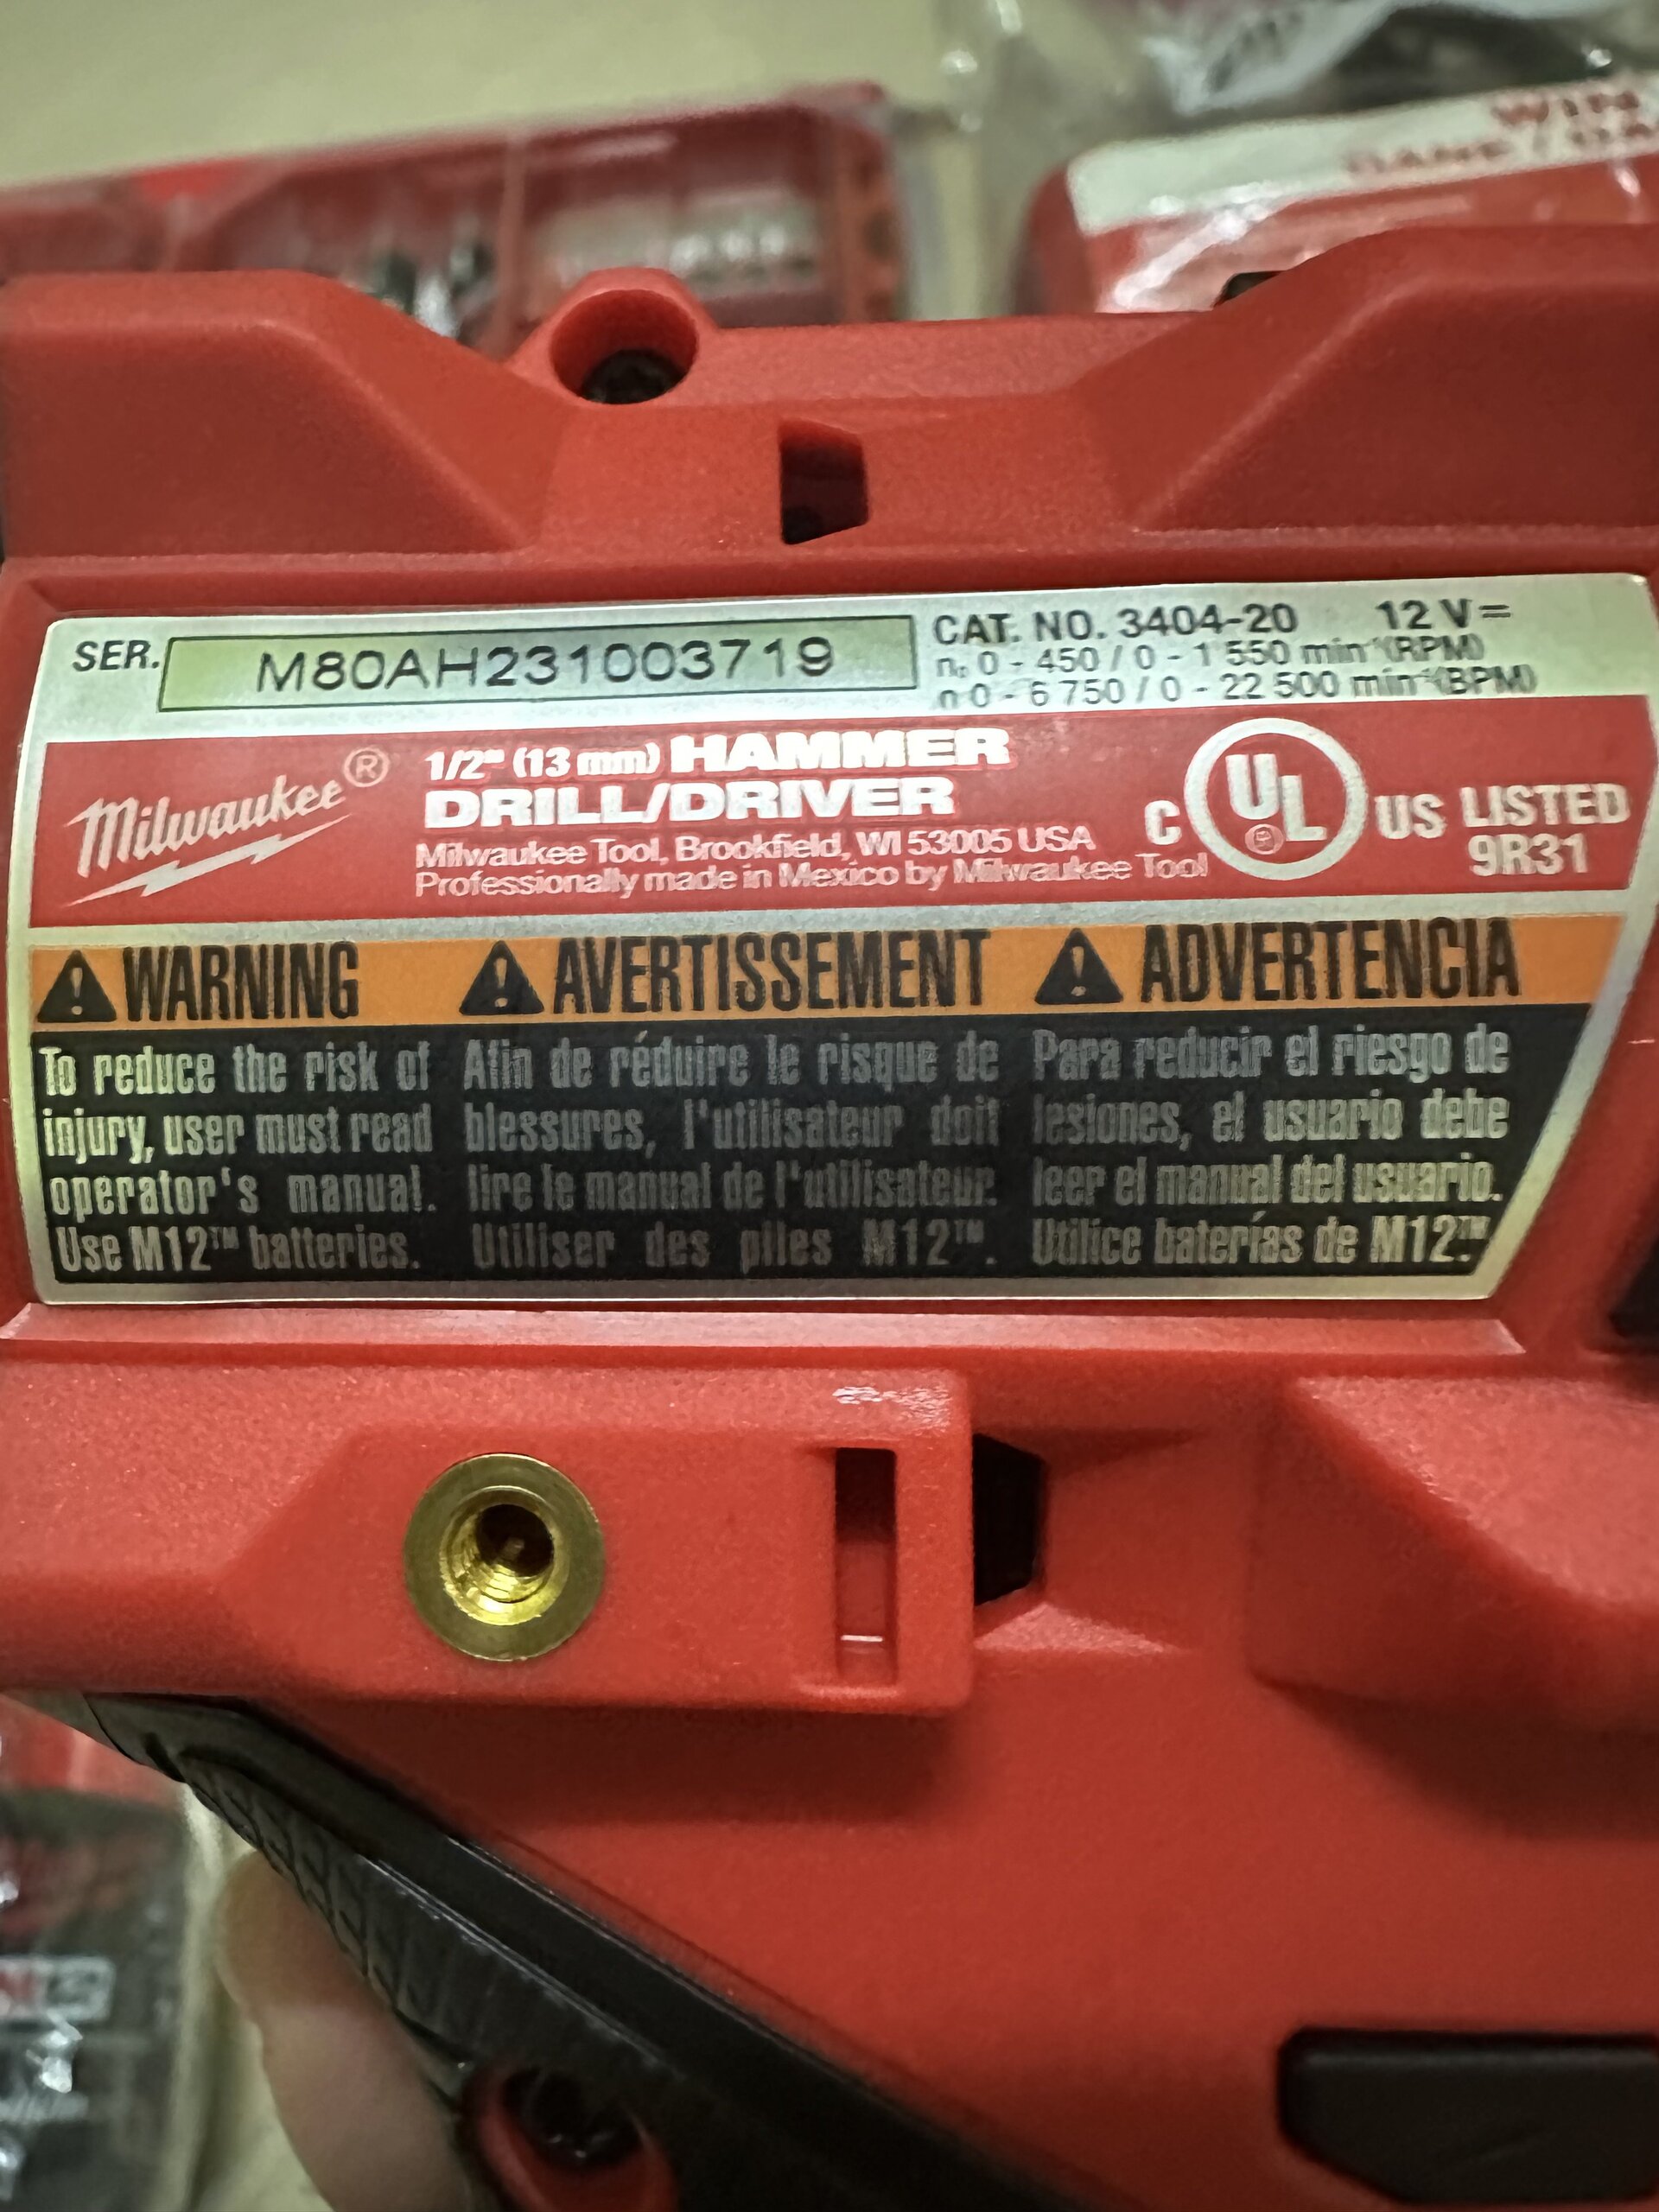 SER. M80AH231003719
CAT. NO. 3404-20 12 V
n₀ 0 - 450 / 0 - 1 550 min⁻¹(RPM)
n 0 - 6 750 / 0 - 22 500 min⁻¹(BPM)
Milwaukee®
1/2" (13 mm) HAMMER
DRILL/DRIVER
Milwaukee Tool, Brookfield, WI 53005 USA
Professionally made in Mexico by Milwaukee Tool
C UL® US LISTED
9R31
WARNING
To reduce the risk of
injury, user must read
operator's manual.
Use M12™ batteries.
AVERTISSEMENT
Afin de réduire le risque de
blessures, l'utilisateur doit
lire le manual de l'utilisateur.
Utiliser des piles M12™.
ADVERTENCIA
Para reducir el riesgo de
lesiones, el usuario debe
leer el manual del usuario.
Utilice baterías de M12™.